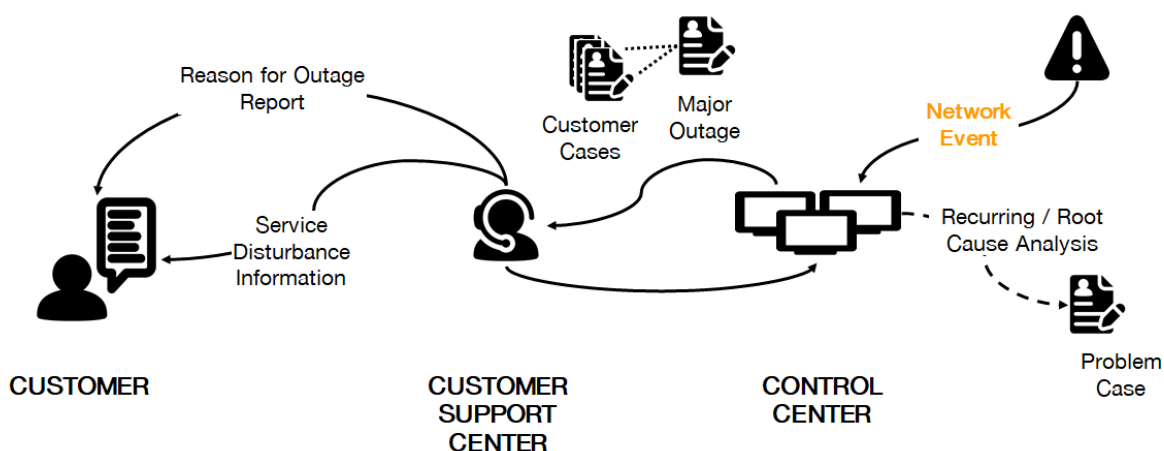 Reason for Outage
Report
Service
Disturbance
Information
Customer
Cases
Major
Outage
Network
Event
Recurring / Root
Cause Analysis
Problem
Case
CUSTOMER
CUSTOMER
SUPPORT
CENTER
CONTROL
CENTER